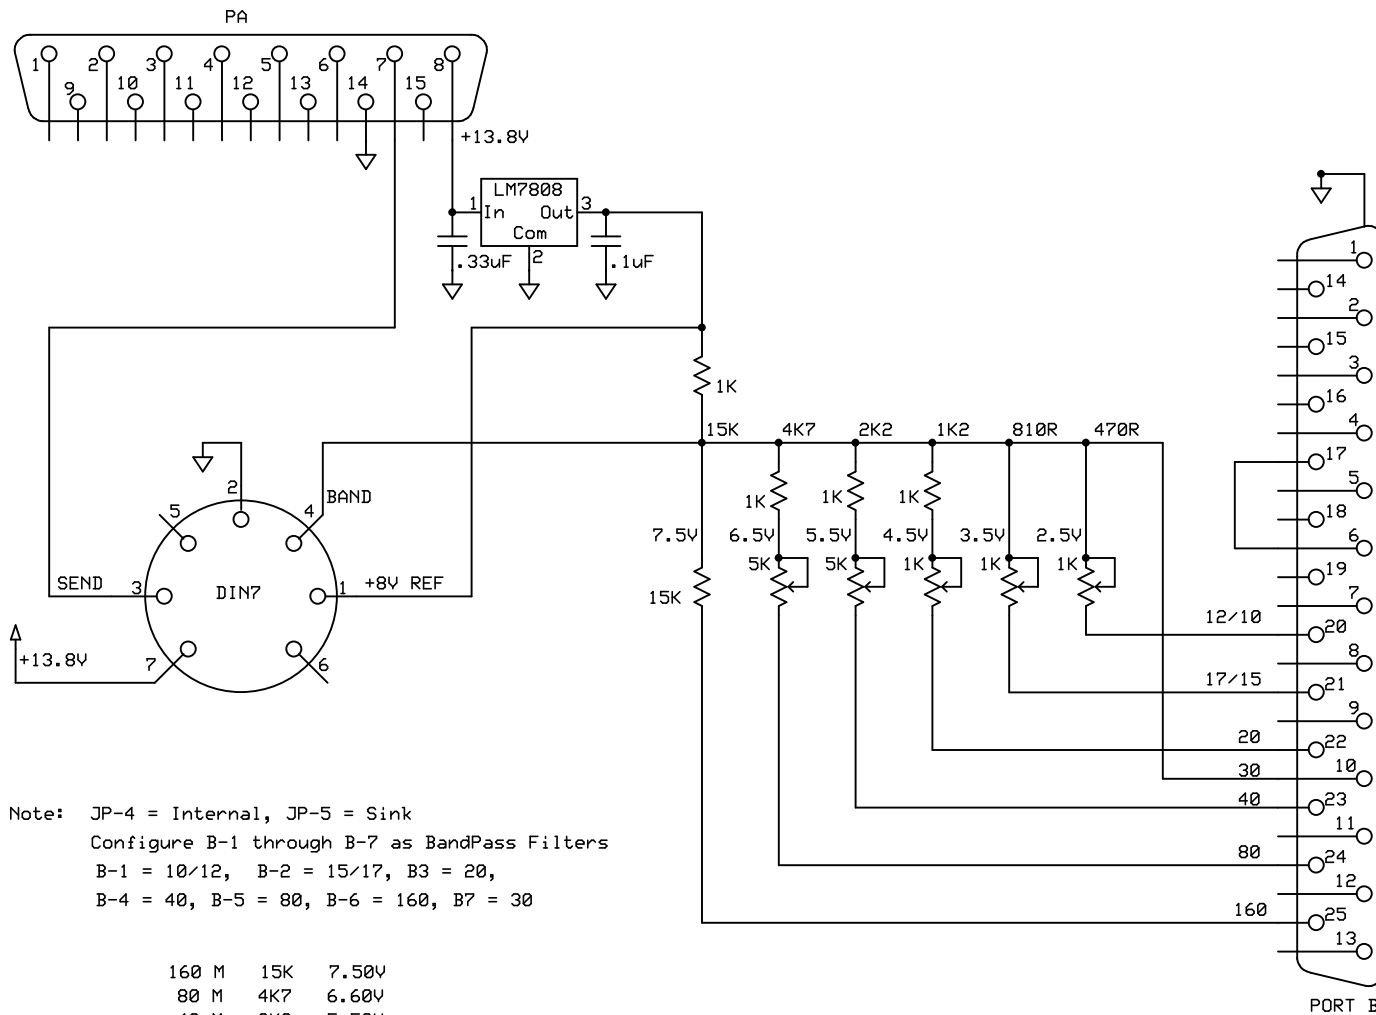 PA
1 2 3 4 5 6 7 8
9 10 11 12 13 14 15
+13.8V
LM7808
1 In Out 3
Com
2
.33uF .1uF
1K
15K 4K7 2K2 1K2 810R 470R
1K 1K 1K
7.5V 6.5V 5.5V 4.5V 3.5V 2.5V
15K 5K 5K 1K 1K 1K
2
5 4 BAND
SEND 3 DIN7 1 +8V REF
+13.8V 7 6
12/10
17/15
20
30
40
80
160
1
14
2
15
3
16
4
17
5
18
6
19
7
20
8
21
9
22
10
23
11
24
12
25
13
PORT B
Note: JP-4 = Internal, JP-5 = Sink
Configure B-1 through B-7 as BandPass Filters
B-1 = 10/12, B-2 = 15/17, B3 = 20,
B-4 = 40, B-5 = 80, B-6 = 160, B7 = 30
160 M 15K 7.50V
80 M 4K7 6.60V